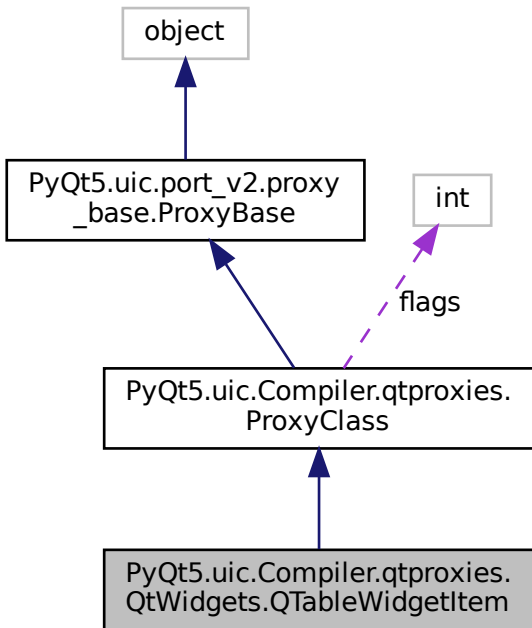 object
PyQt5.uic.port_v2.proxy
_base.ProxyBase
int
flags
PyQt5.uic.Compiler.qtproxies.
ProxyClass
PyQt5.uic.Compiler.qtproxies.
QtWidgets.QTableWidgetItem